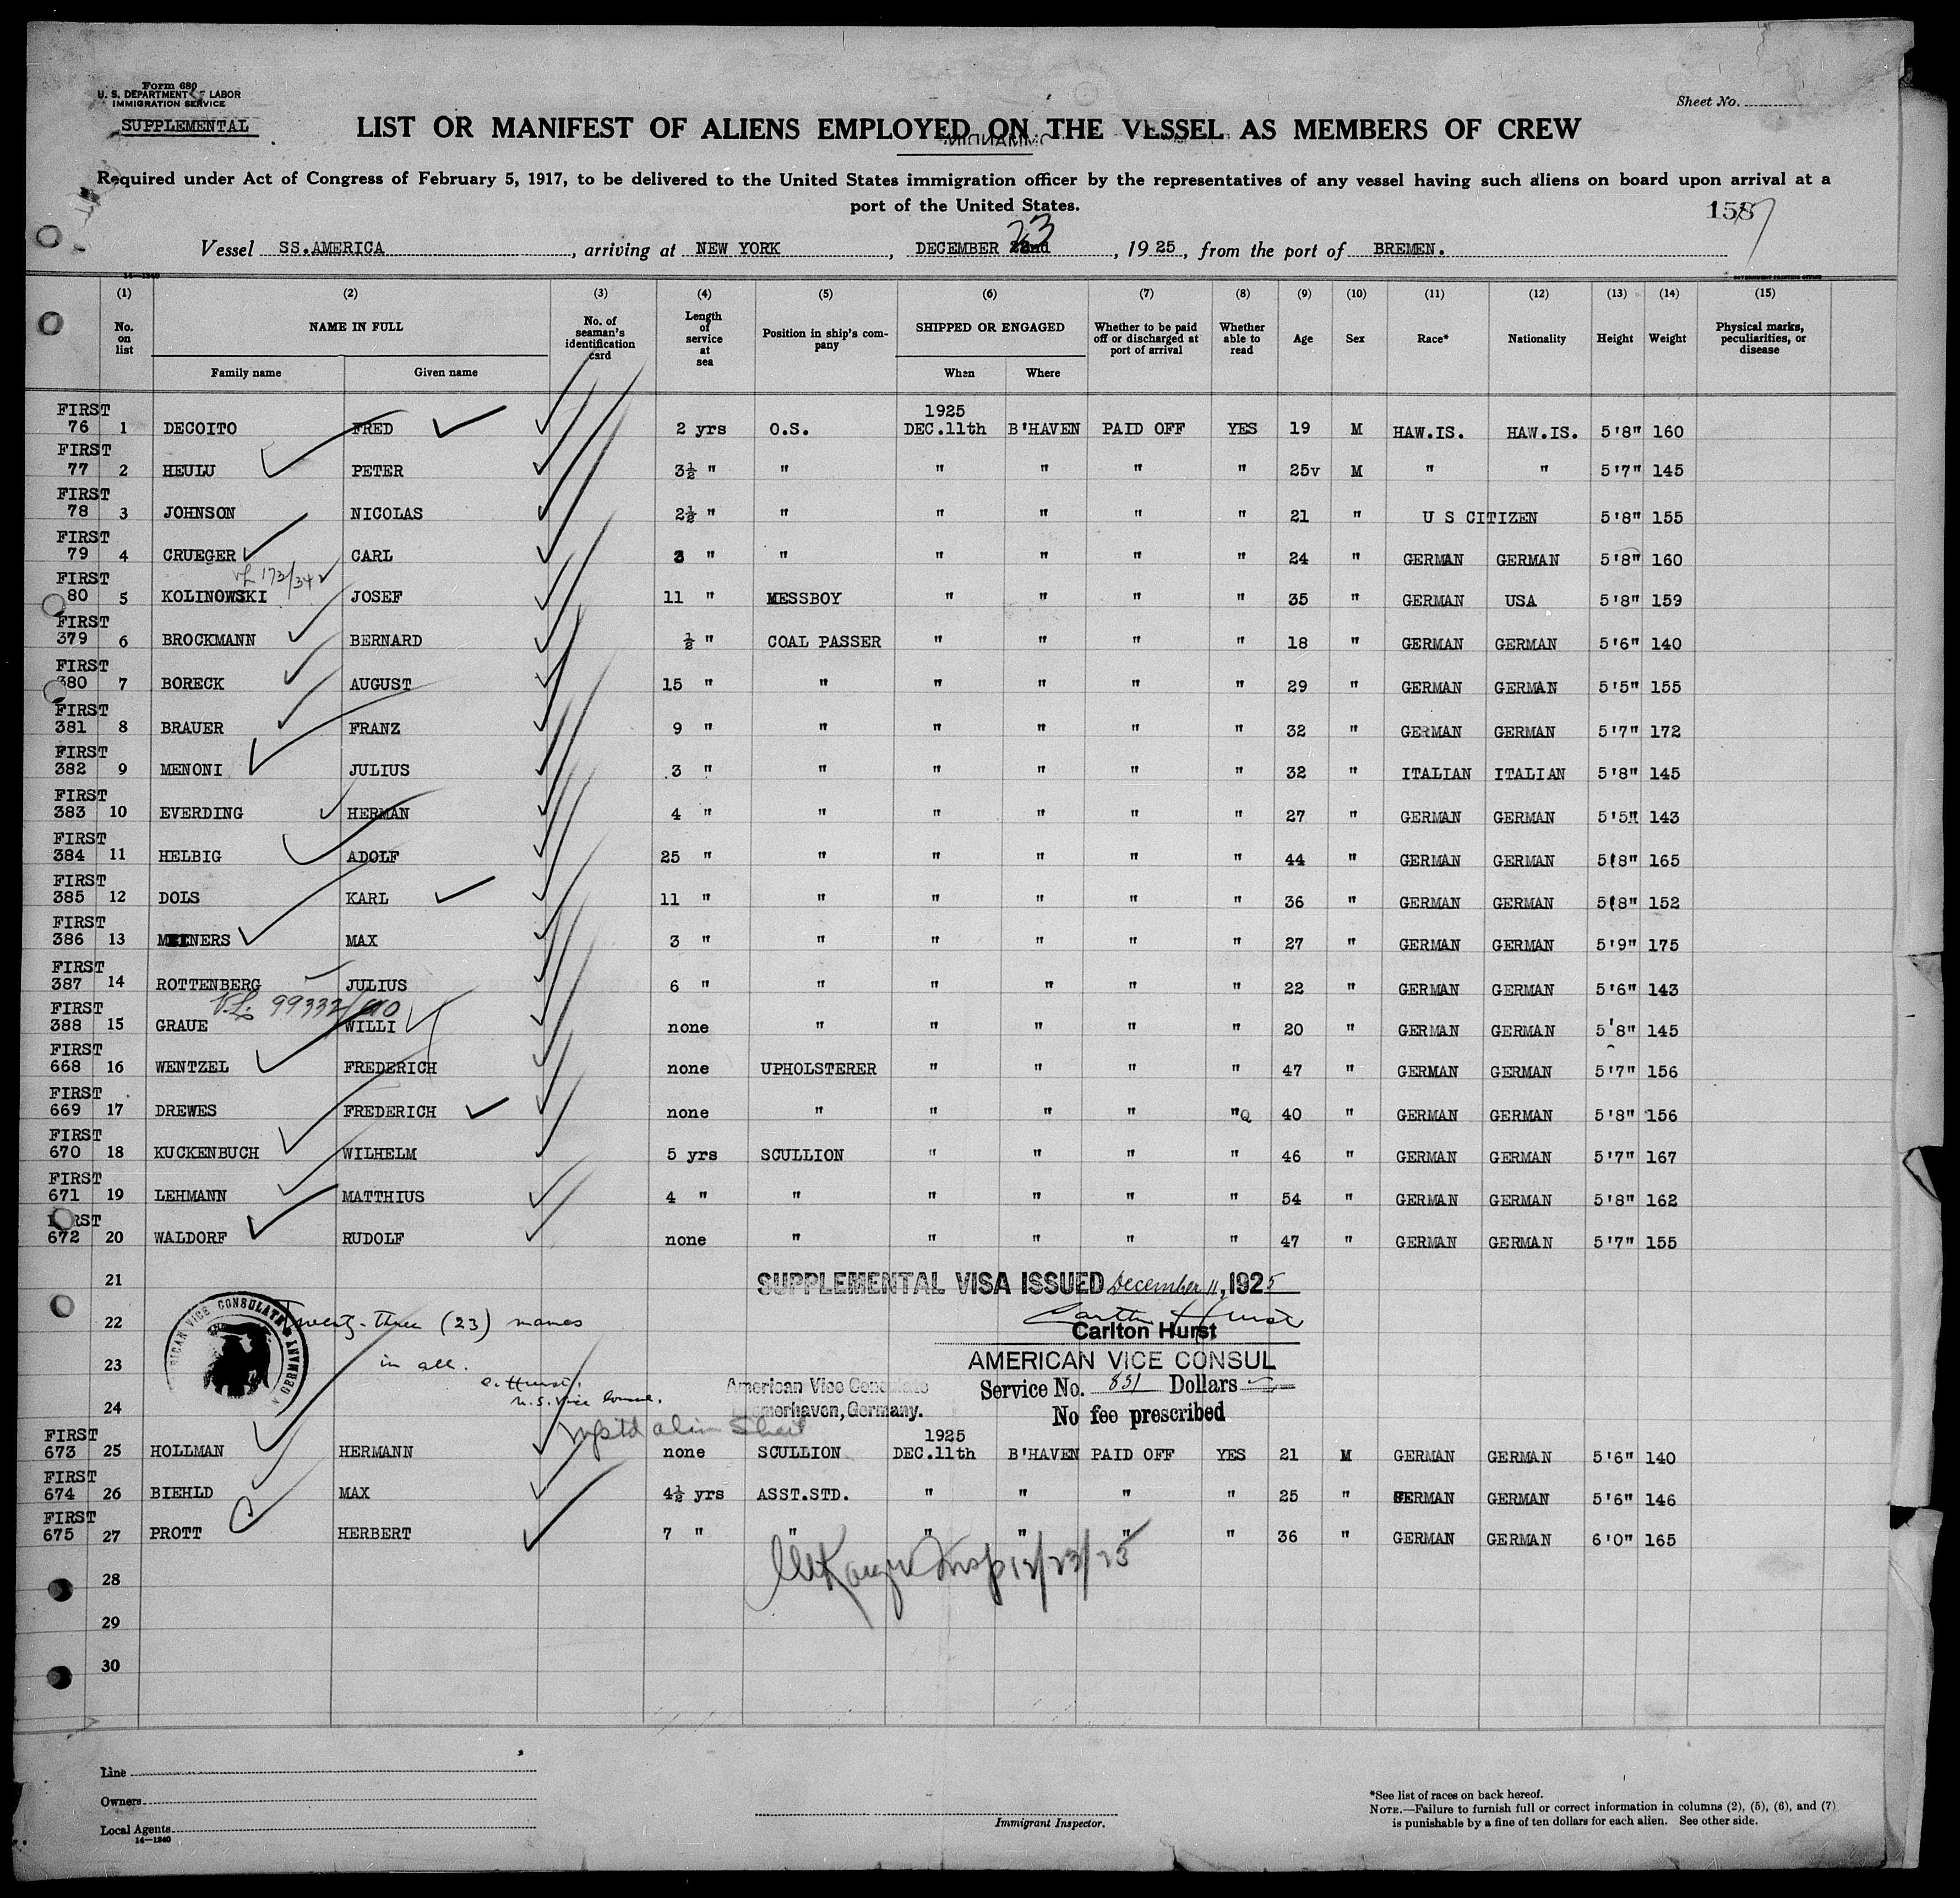 Form 680
U. S. DEPARTMENT OF LABOR
IMMIGRATION SERVICE
SUPPLEMENTAL
Sheet No.
LIST OR MANIFEST OF ALIENS EMPLOYED ON THE VESSEL AS MEMBERS OF CREW
Required under Act of Congress of February 5, 1917, to be delivered to the United States immigration officer by the representatives of any vessel having such aliens on board upon arrival at a
port of the United States.
Vessel SS.AMERICA, arriving at NEW YORK, DECEMBER 22nd 23, 1925, from the port of BREMEN.
14—1240
GOVERNMENT PRINTING OFFICE
(1) (2) (3) (4) (5) (6) (7) (8) (9) (10) (11) (12) (13) (14) (15)
No. on list NAME IN FULL No. of seaman's identification card Length of service at sea Position in ship's company SHIPPED OR ENGAGED Whether to be paid off or discharged at port of arrival Whether able to read Age Sex Race* Nationality Height Weight Physical marks, peculiarities, or disease
Family name Given name When Where
FIRST 1925
76 1 DECOITO FRED 2 yrs O.S. DEC.11th B'HAVEN PAID OFF YES 19 M HAW.IS. HAW.IS. 5'8" 160
FIRST
77 2 HEULU PETER 3½ " " " " " " 25v M " " 5'7" 145
FIRST
78 3 JOHNSON NICOLAS 2½ " " " " " " 21 " U S CITIZEN 5'8" 155
FIRST
79 4 CRUEGER CARL 3 " " " " " " 24 " GERMAN GERMAN 5'8" 160
FIRST
80 5 KOLINOWSKI JOSEF 11 " MESSBOY " " " " 35 " GERMAN USA 5'8" 159
FIRST
379 6 BROCKMANN BERNARD ½ " COAL PASSER " " " " 18 " GERMAN GERMAN 5'6" 140
FIRST
380 7 BORECK AUGUST 15 " " " " " " 29 " GERMAN GERMAN 5'5" 155
FIRST
381 8 BRAUER FRANZ 9 " " " " " " 32 " GERMAN GERMAN 5'7" 172
FIRST
382 9 MENONI JULIUS 3 " " " " " " 32 " ITALIAN ITALIAN 5'8" 145
FIRST
383 10 EVERDING HERMAN 4 " " " " " " 27 " GERMAN GERMAN 5'5" 143
FIRST
384 11 HELBIG ADOLF 25 " " " " " " 44 " GERMAN GERMAN 5'8" 165
FIRST
385 12 DOLS KARL 11 " " " " " " 36 " GERMAN GERMAN 5'8" 152
FIRST
386 13 MEINERS MAX 3 " " " " " " 27 " GERMAN GERMAN 5'9" 175
FIRST
387 14 ROTTENBERG JULIUS 6 " " " " " " 22 " GERMAN GERMAN 5'6" 143
FIRST
388 15 GRAUE WILLI none " " " " " 20 " GERMAN GERMAN 5'8" 145
FIRST
668 16 WENTZEL FREDERICH none UPHOLSTERER " " " " 47 " GERMAN GERMAN 5'7" 156
FIRST
669 17 DREWES FREDERICH none " " " " "Q 40 " GERMAN GERMAN 5'8" 156
FIRST
670 18 KUCKENBUCH WILHELM 5 yrs SCULLION " " " " 46 " GERMAN GERMAN 5'7" 167
FIRST
671 19 LEHMANN MATTHIUS 4 " " " " " " 54 " GERMAN GERMAN 5'8" 162
FIRST
672 20 WALDORF RUDOLF none " " " " " 47 " GERMAN GERMAN 5'7" 155
21 SUPPLEMENTAL VISA ISSUED December 11, 1925
22 Twenty-three (23) names
Carlton Hurst
Carlton Hurst
23 in all.
AMERICAN VICE CONSUL
C. Hurst,
U.S. Vice Consul.
American Vice Consulate
Service No. 851 Dollars
24 Bremerhaven, Germany.
No fee prescribed
AMERICAN VICE CONSULATE GERMANY
FIRST 1925
673 25 HOLLMAN HERMANN none SCULLION DEC.11th B'HAVEN PAID OFF YES 21 M GERMAN GERMAN 5'6" 140
FIRST
674 26 BIEHLD MAX 4½ yrs ASST.STD. " " " " 25 " GERMAN GERMAN 5'6" 146
FIRST
675 27 PROTT HERBERT 7 " " " " " " 36 " GERMAN GERMAN 6'0" 165
Insp 12/23/25
28
29
30
Line
Owners
Local Agents
14—1240
Immigrant Inspector.
*See list of races on back hereof.
NOTE.—Failure to furnish full or correct information in columns (2), (5), (6), and (7)
is punishable by a fine of ten dollars for each alien. See other side.